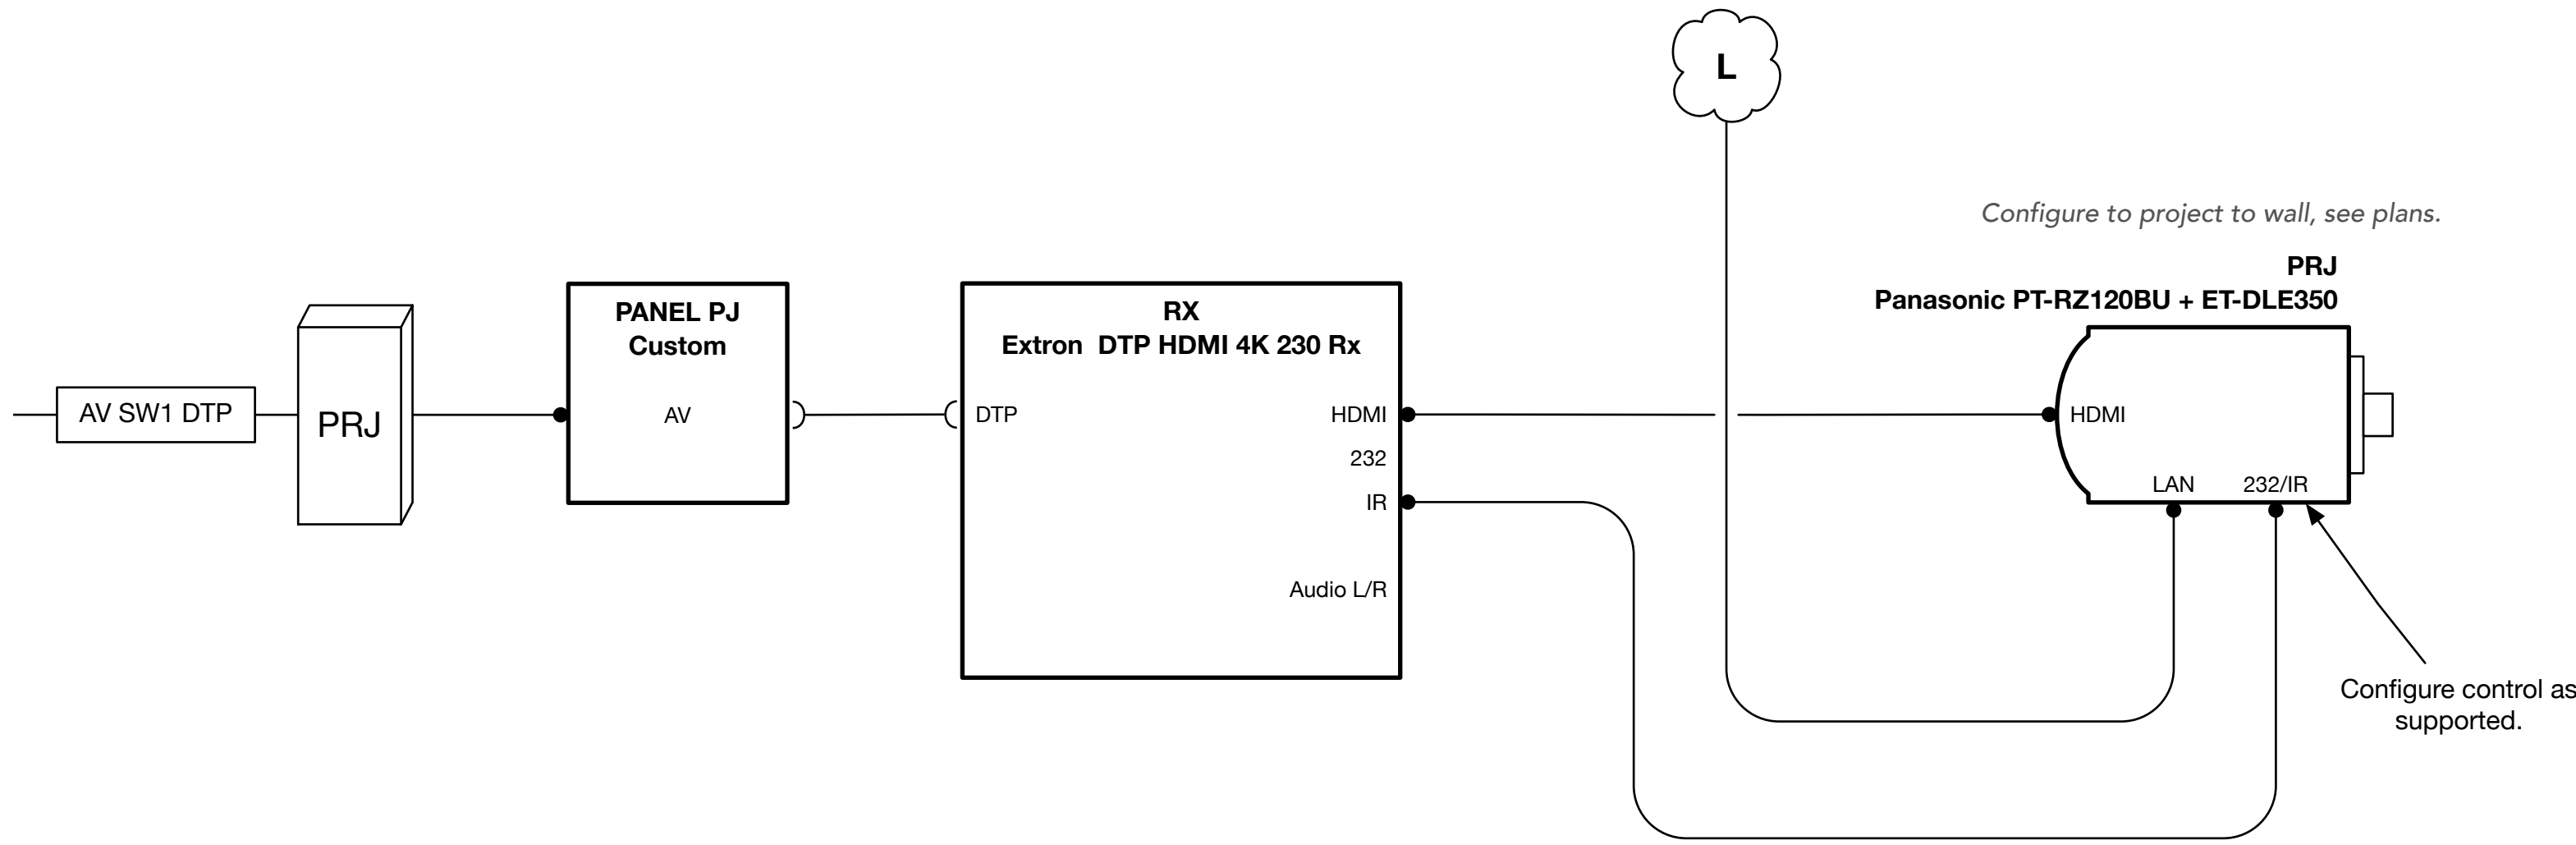 L
Configure to project to wall, see plans.
PRJ
Panasonic PT-RZ120BU + ET-DLE350
PANEL PJ
Custom
RX
Extron DTP HDMI 4K 230 Rx
AV SW1 DTP
PRJ
AV
DTP
HDMI
HDMI
232
IR
LAN
232/IR
Audio L/R
Configure control as
supported.